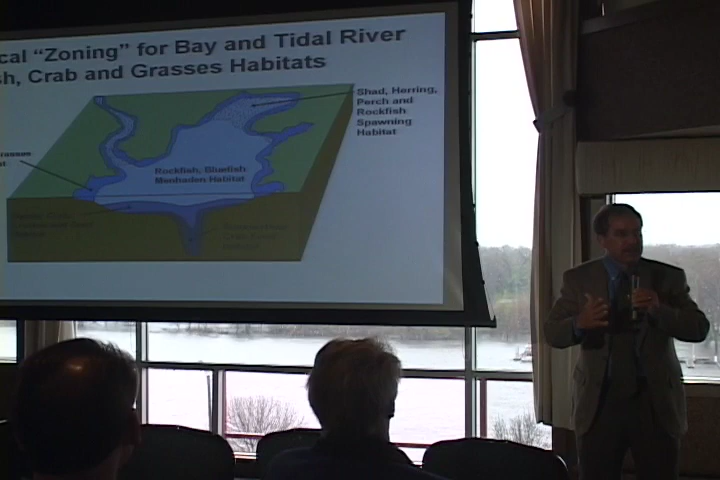 cal “Zoning” for Bay and Tidal River
sh, Crab and Grasses Habitats
Shad, Herring,
Perch and
Rockfish
Spawning
Habitat
Rockfish, Bluefish
Menhaden Habitat